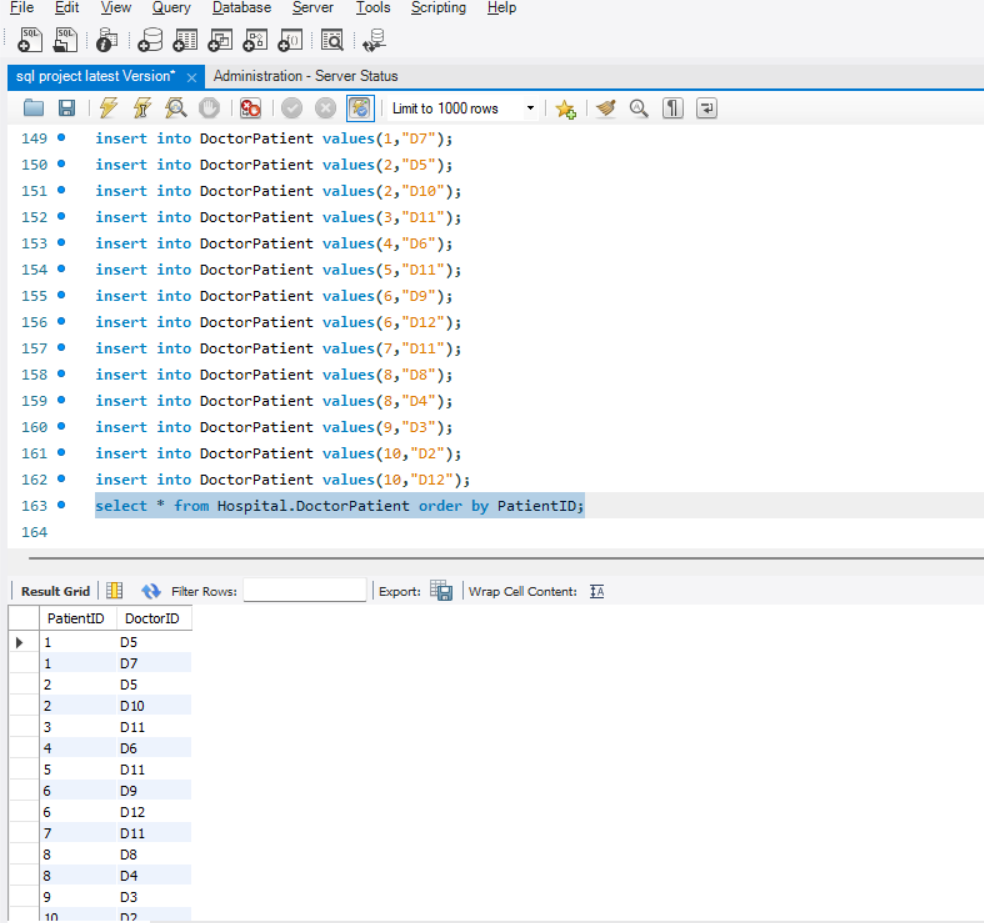 File Edit View Query Database Server Tools Scripting Help
sql project latest Version* × Administration - Server Status
Limit to 1000 rows
149 insert into DoctorPatient values(1,"D7");
150 insert into DoctorPatient values(2,"D5");
151 insert into DoctorPatient values(2,"D10");
152 insert into DoctorPatient values(3,"D11");
153 insert into DoctorPatient values(4,"D6");
154 insert into DoctorPatient values(5,"D11");
155 insert into DoctorPatient values(6,"D9");
156 insert into DoctorPatient values(6,"D12");
157 insert into DoctorPatient values(7,"D11");
158 insert into DoctorPatient values(8,"D8");
159 insert into DoctorPatient values(8,"D4");
160 insert into DoctorPatient values(9,"D3");
161 insert into DoctorPatient values(10,"D2");
162 insert into DoctorPatient values(10,"D12");
163 select * from Hospital.DoctorPatient order by PatientID;
164
Result Grid Filter Rows: Export: Wrap Cell Content: IA
PatientID DoctorID
1 D5
1 D7
2 D5
2 D10
3 D11
4 D6
5 D11
6 D9
6 D12
7 D11
8 D8
8 D4
9 D3
10 D2